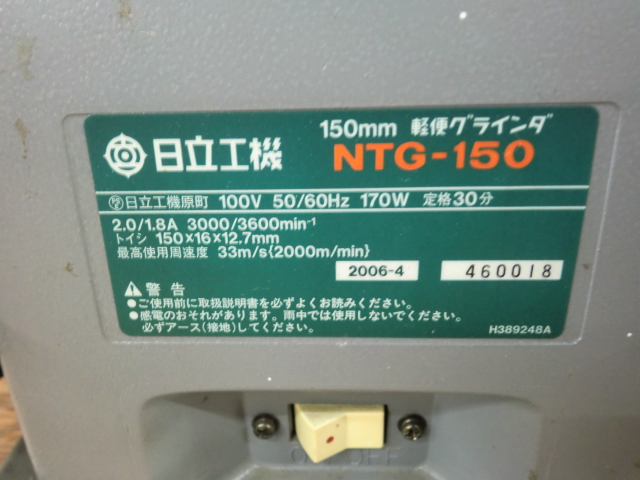 150mm 軽便グラインダ
日立工機 NTG-150
日立工機原町 100V 50/60Hz 170W 定格30分
2.0/1.8A 3000/3600min⁻¹
トイシ 150×16×12.7mm
最高使用周速度 33m/s{2000m/min}
2006-4 460018
警告
●ご使用前に取扱説明書を必ずよくお読みください。
●感電のおそれがあります。雨中では使用しないでください。
必ずアース(接地)してください。
H389248A
OFF